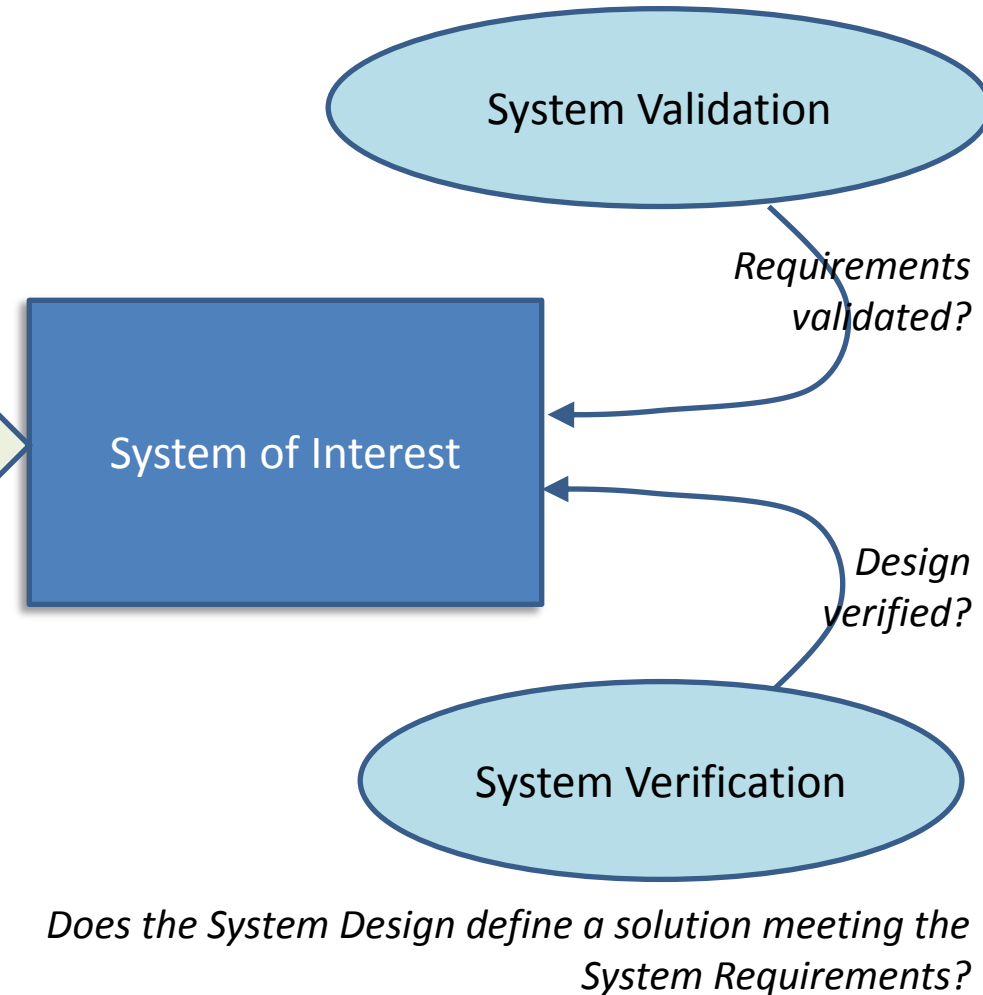 System Validation
Requirements
validated?
System of Interest
Design
verified?
System Verification
Does the System Design define a solution meeting the
System Requirements?